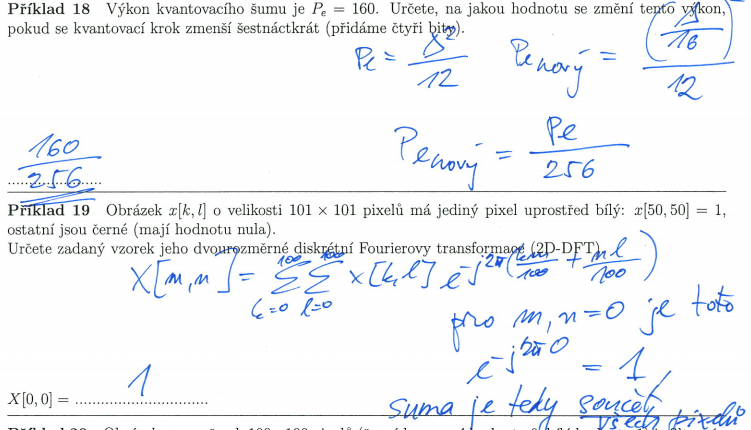 Příklad 18 Výkon kvantovacího šumu je Pₑ = 160. Určete, na jakou hodnotu se změní tento výkon,
pokud se kvantovací krok zmenší šestnáctkrát (přidáme čtyři bity).
Pe = Δ²/12 Pe nový = (Δ/16)²/12
Pe nový = Pe/256
160/256
Příklad 19 Obrázek x[k, l] o velikosti 101 × 101 pixelů má jediný pixel uprostřed bílý: x[50, 50] = 1,
ostatní jsou černé (mají hodnotu nula).
Určete zadaný vzorek jeho dvourozměrné diskrétní Fourierovy transformace (2D-DFT)
X[m,n] = Σ_{k=0}^{100} Σ_{l=0}^{100} x[k,l] e^{-j2π(km/100 + nl/100)}
pro m, n=0 je toto
e^{-j2π0} = 1,
X[0, 0] = 1
suma je tedy součet
všech pixelů